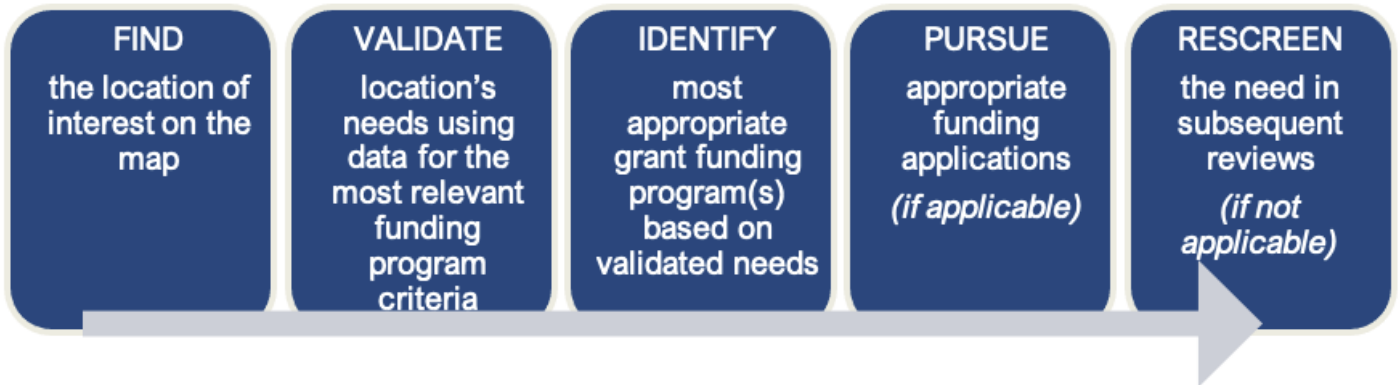 FIND
the location of
interest on the
map
VALIDATE
location's
needs using
data for the
most relevant
funding
program
criteria
IDENTIFY
most
appropriate
grant funding
program(s)
based on
validated needs
PURSUE
appropriate
funding
applications
(if applicable)
RESCREEN
the need in
subsequent
reviews
(if not
applicable)